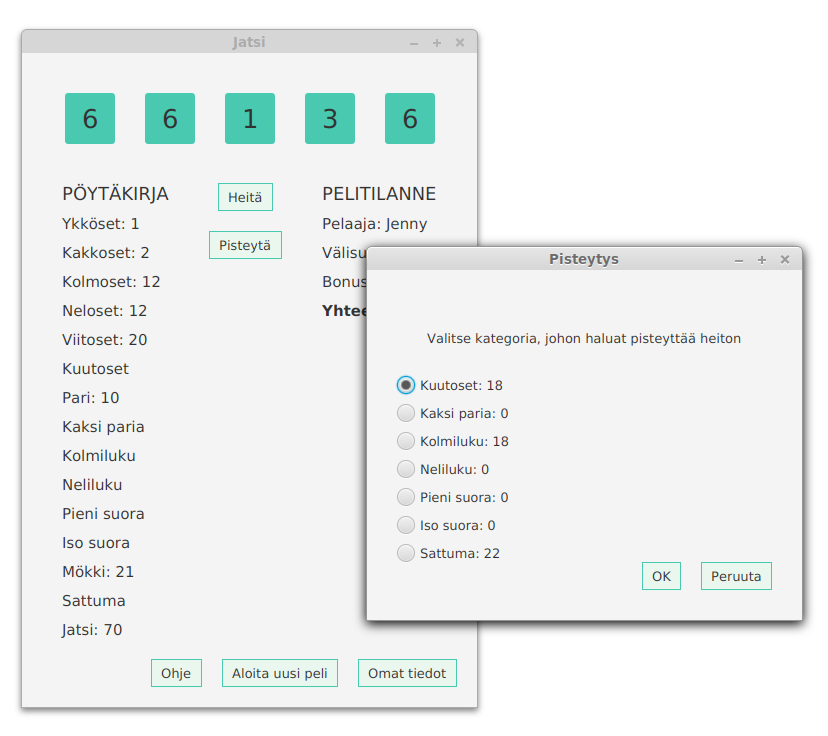 Jatsi
6 6 1 3 6
PÖYTÄKIRJA
Ykköset: 1
Kakkoset: 2
Kolmoset: 12
Neloset: 12
Viitoset: 20
Kuutoset
Pari: 10
Kaksi paria
Kolmiluku
Neliluku
Pieni suora
Iso suora
Mökki: 21
Sattuma
Jatsi: 70
Heitä
Pisteytä
PELITILANNE
Pelaaja: Jenny
Välisu
Bonus
Yhtee
Ohje
Aloita uusi peli
Omat tiedot
Pisteytys
Valitse kategoria, johon haluat pisteyttää heiton
Kuutoset: 18
Kaksi paria: 0
Kolmiluku: 18
Neliluku: 0
Pieni suora: 0
Iso suora: 0
Sattuma: 22
OK
Peruuta